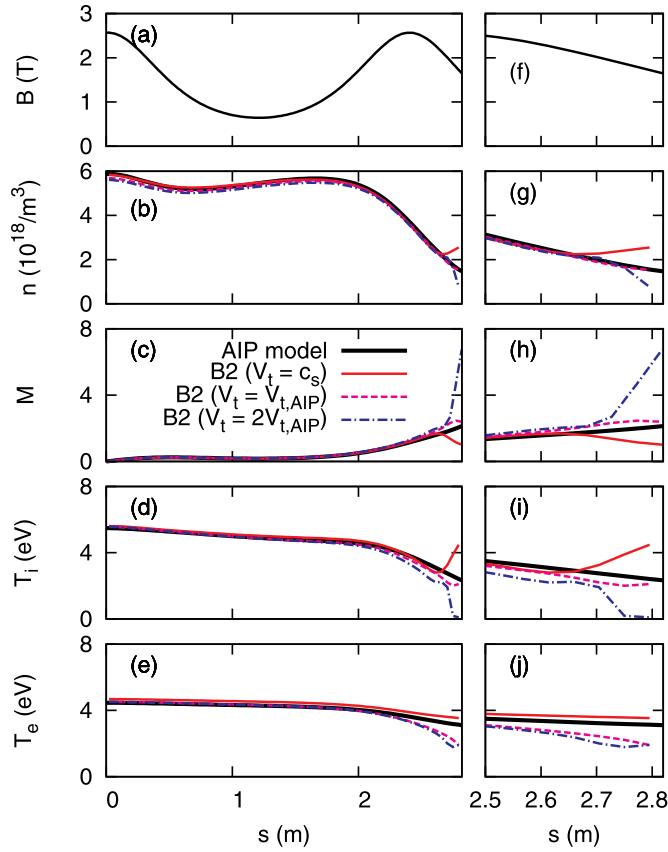 3
2
1
0
B (T)
(a)
(f)
6
4
2
0
n (10^18/m^3)
(b)
(g)
8
4
0
M
(c)
AIP model
B2 (V_t = c_s)
B2 (V_t = V_t,AIP)
B2 (V_t = 2V_t,AIP)
(h)
8
4
0
T_i (eV)
(d)
(i)
8
4
0
T_e (eV)
(e)
(j)
0 1 2
2.5 2.6 2.7 2.8
s (m)
s (m)